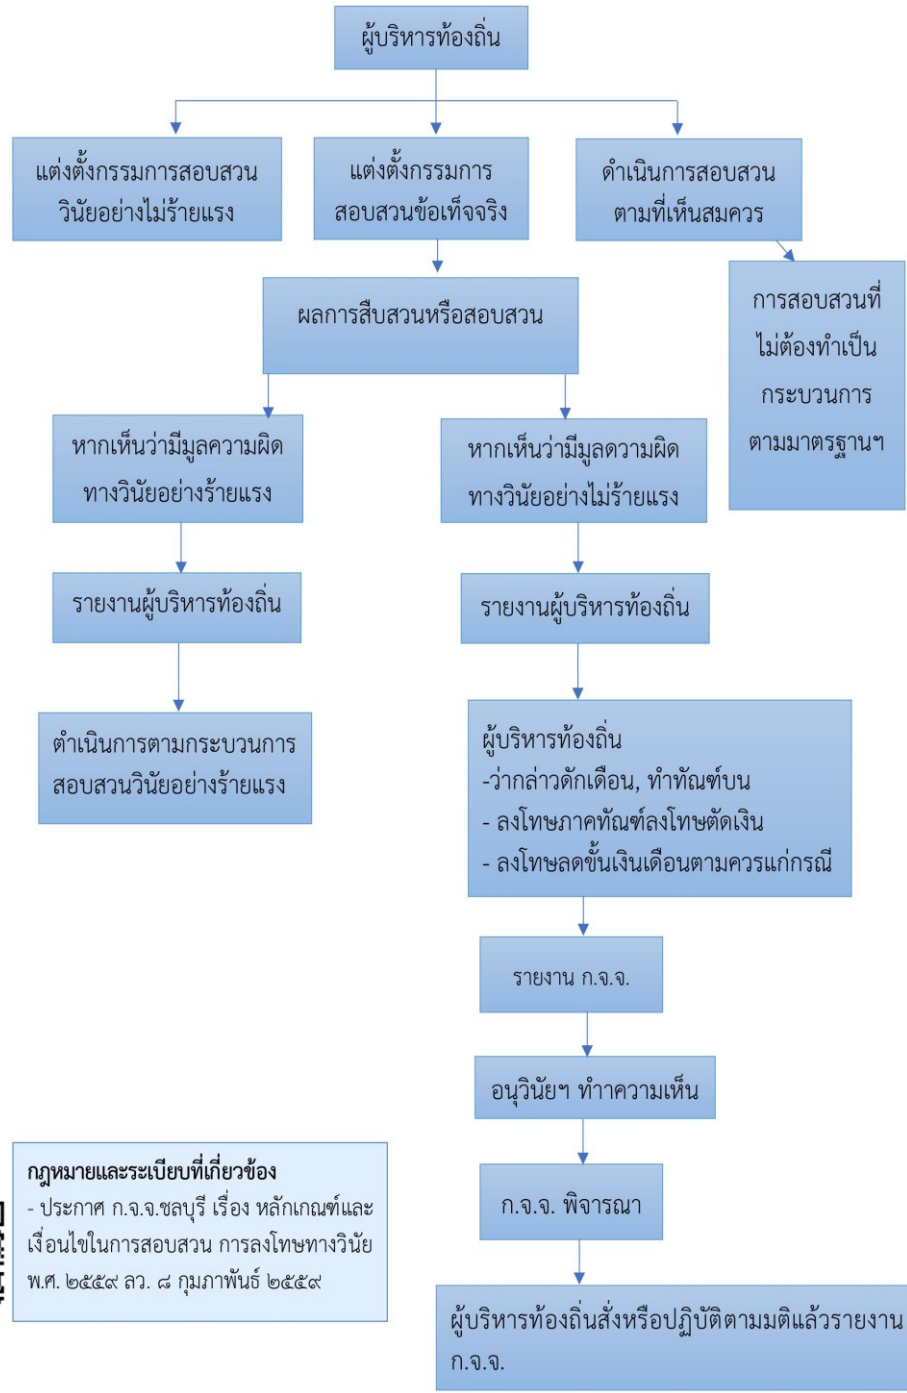 ผู้บริหารท้องถิ่น
แต่งตั้งกรรมการสอบสวน
วินัยอย่างไม่ร้ายแรง
แต่งตั้งกรรมการ
สอบสวนข้อเท็จจริง
ดำเนินการสอบสวน
ตามที่เห็นสมควร
การสอบสวนที่
ไม่ต้องทำเป็น
กระบวนการ
ตามมาตรฐานฯ
ผลการสืบสวนหรือสอบสวน
หากเห็นว่ามีมูลความผิด
ทางวินัยอย่างร้ายแรง
หากเห็นว่ามีมูลดวามผิด
ทางวินัยอย่างไม่ร้ายแรง
รายงานผู้บริหารท้องถิ่น
รายงานผู้บริหารท้องถิ่น
ตำเนินการตามกระบวนการ
สอบสวนวินัยอย่างร้ายแรง
ผู้บริหารท้องถิ่น
-ว่ากล่าวดักเดือน, ทำทัณฑ์บน
- ลงโทษภาคทัณฑ์ลงโทษตัดเงิน
- ลงโทษลดขั้นเงินเดือนตามควรแก่กรณี
รายงาน ก.จ.จ.
อนุวินัยฯ ทำาความเห็น
ก.จ.จ. พิจารณา
ผู้บริหารท้องถิ่นสั่งหรือปฏิบัติตามมติแล้วรายงาน
ก.จ.จ.
กฎหมายและระเบียบที่เกี่ยวข้อง
- ประกาศ ก.จ.จ.ชลบุรี เรื่อง หลักเกณฑ์และ
เงื่อนไขในการสอบสวน การลงโทษทางวินัย
พ.ศ. ๒๕๕๙ ลว. ๘ กุมภาพันธ์ ๒๕๕๙